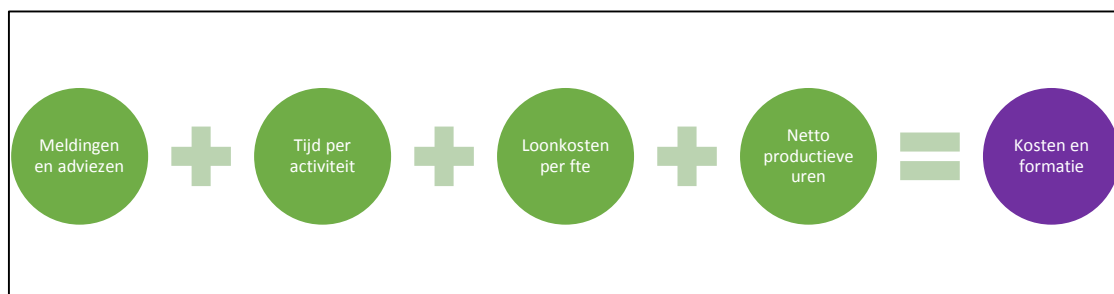 Meldingen
en adviezen
Tijd per
activiteit
Loonkosten
per fte
Netto
productieve
uren
Kosten en
formatie